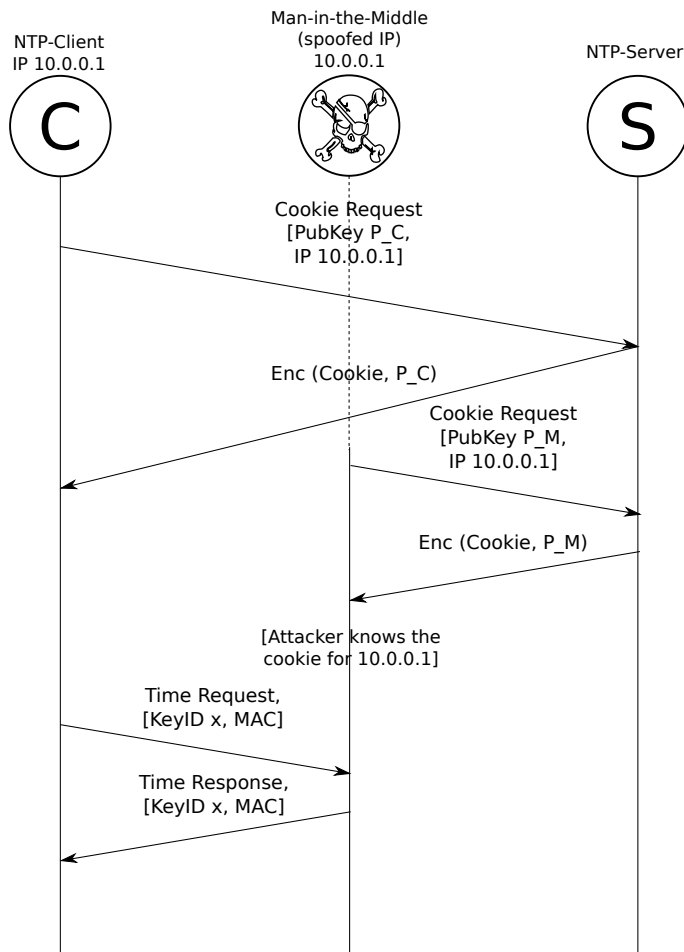 NTP-Client
IP 10.0.0.1
Man-in-the-Middle
(spoofed IP)
10.0.0.1
NTP-Server
C
S
Cookie Request
[PubKey P_C,
IP 10.0.0.1]
Enc (Cookie, P_C)
Cookie Request
[PubKey P_M,
IP 10.0.0.1]
Enc (Cookie, P_M)
[Attacker knows the
cookie for 10.0.0.1]
Time Request,
[KeyID x, MAC]
Time Response,
[KeyID x, MAC]